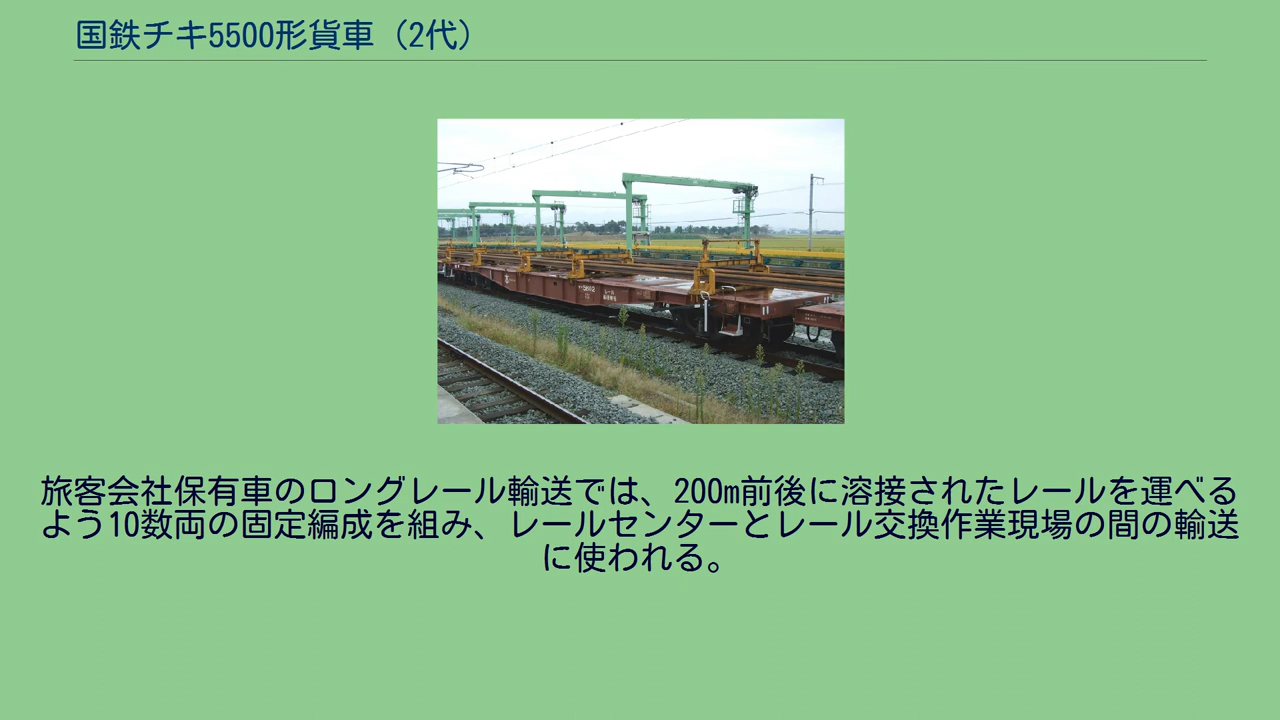 国鉄チキ5500形貨車（2代）
旅客会社保有車のロングレール輸送では、200m前後に溶接されたレールを運べる
よう10数両の固定編成を組み、レールセンターとレール交換作業現場の間の輸送
に使われる。